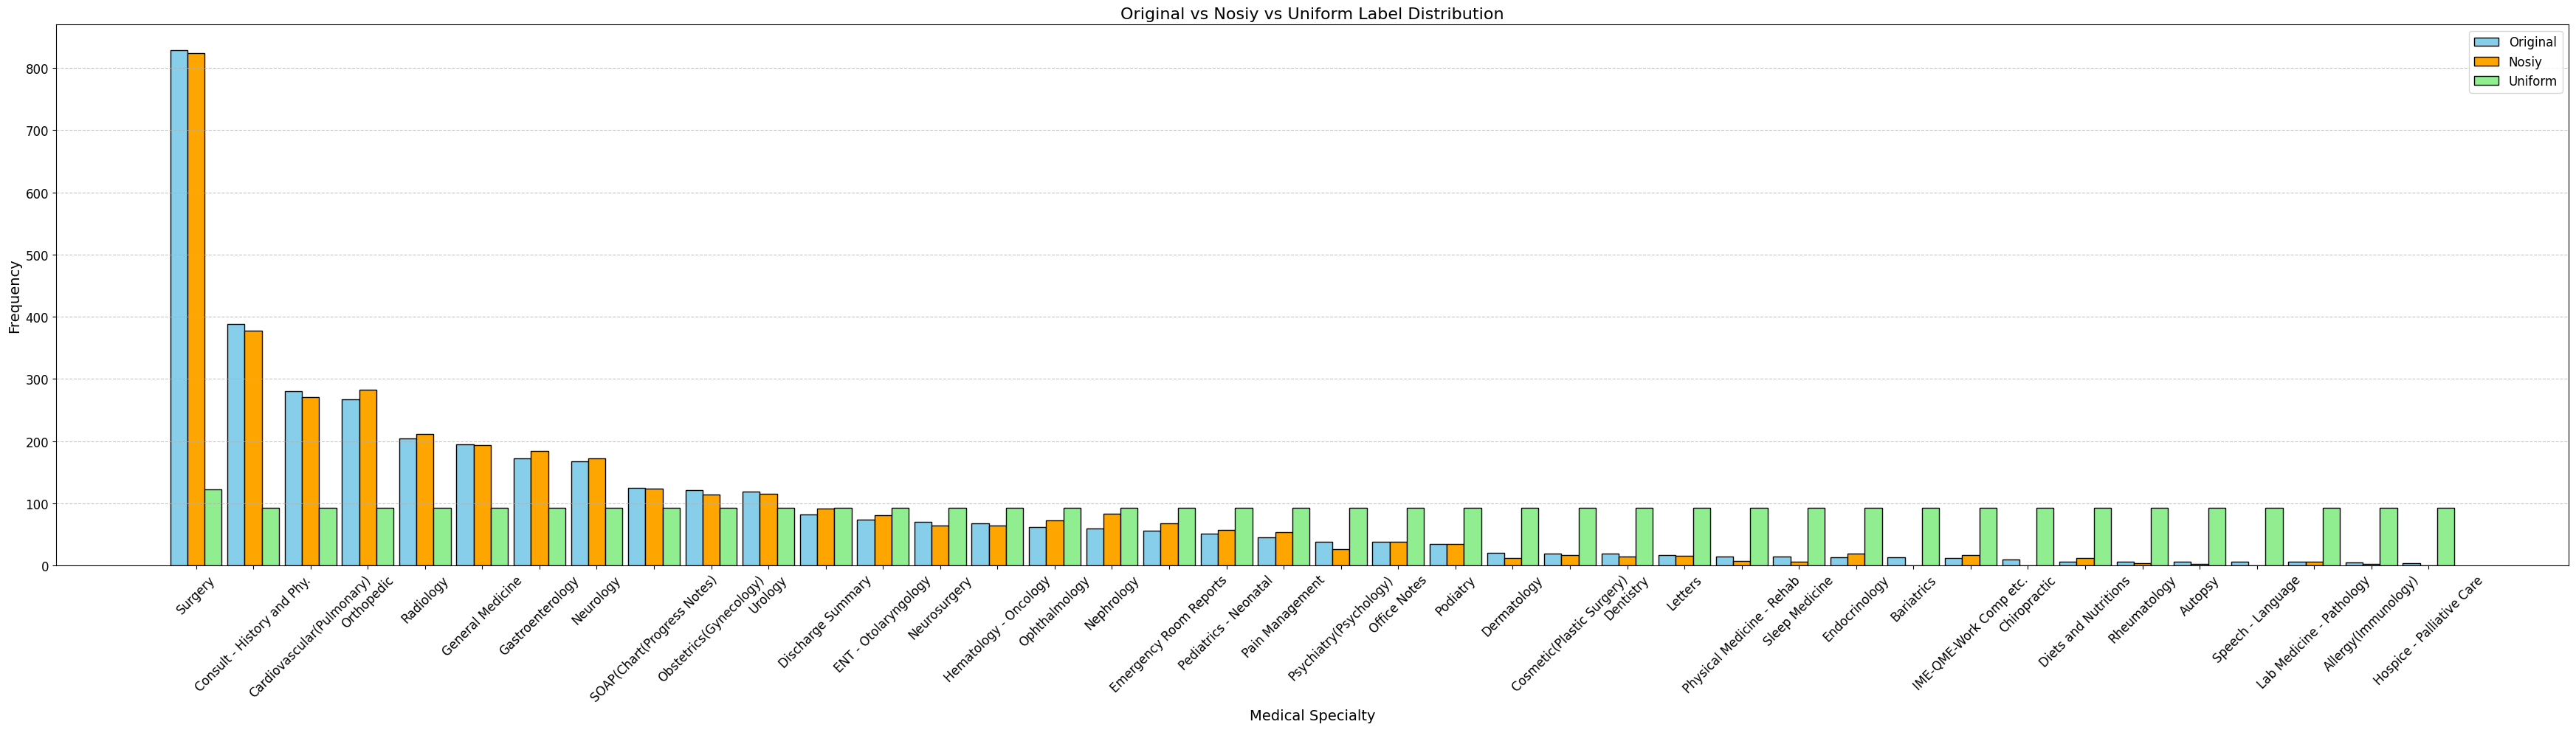 Original vs Nosiy vs Uniform Label Distribution
Original
Nosiy
Uniform
Frequency
800
700
600
500
400
300
200
100
0
Surgery
Consult - History and Phy.
Cardiovascular(Pulmonary)
Orthopedic
Radiology
General Medicine
Gastroenterology
Neurology
SOAP(Chart(Progress Notes)
Obstetrics(Gynecology)
Urology
Discharge Summary
ENT - Otolaryngology
Neurosurgery
Hematology - Oncology
Ophthalmology
Nephrology
Emergency Room Reports
Pediatrics - Neonatal
Pain Management
Psychiatry(Psychology)
Office Notes
Podiatry
Dermatology
Cosmetic(Plastic Surgery)
Dentistry
Letters
Physical Medicine - Rehab
Sleep Medicine
Endocrinology
Bariatrics
IME-QME-Work Comp etc.
Chiropractic
Diets and Nutritions
Rheumatology
Autopsy
Speech - Language
Lab Medicine - Pathology
Allergy(Immunology)
Hospice - Palliative Care
Medical Specialty